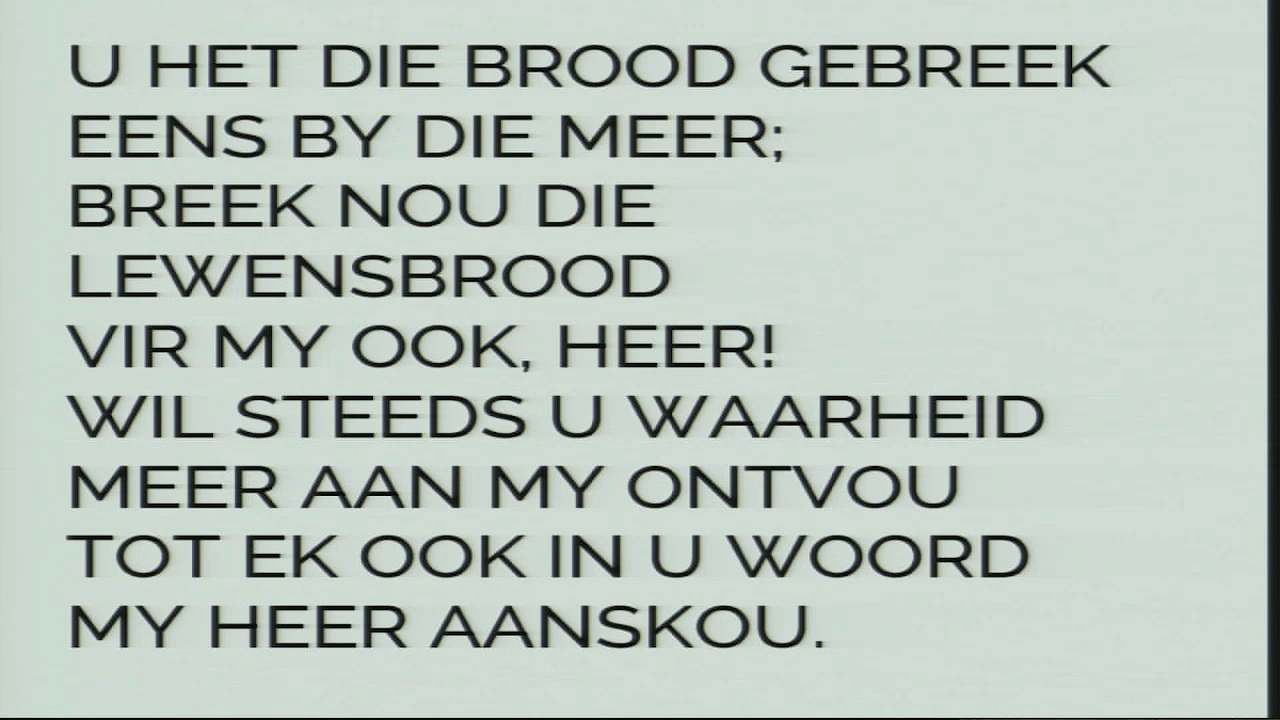 U HET DIE BROOD GEBREEK
EENS BY DIE MEER;
BREEK NOU DIE
LEWENSBROOD
VIR MY OOK, HEER!
WIL STEEDS U WAARHEID
MEER AAN MY ONTVOU
TOT EK OOK IN U WOORD
MY HEER AANSKOU.